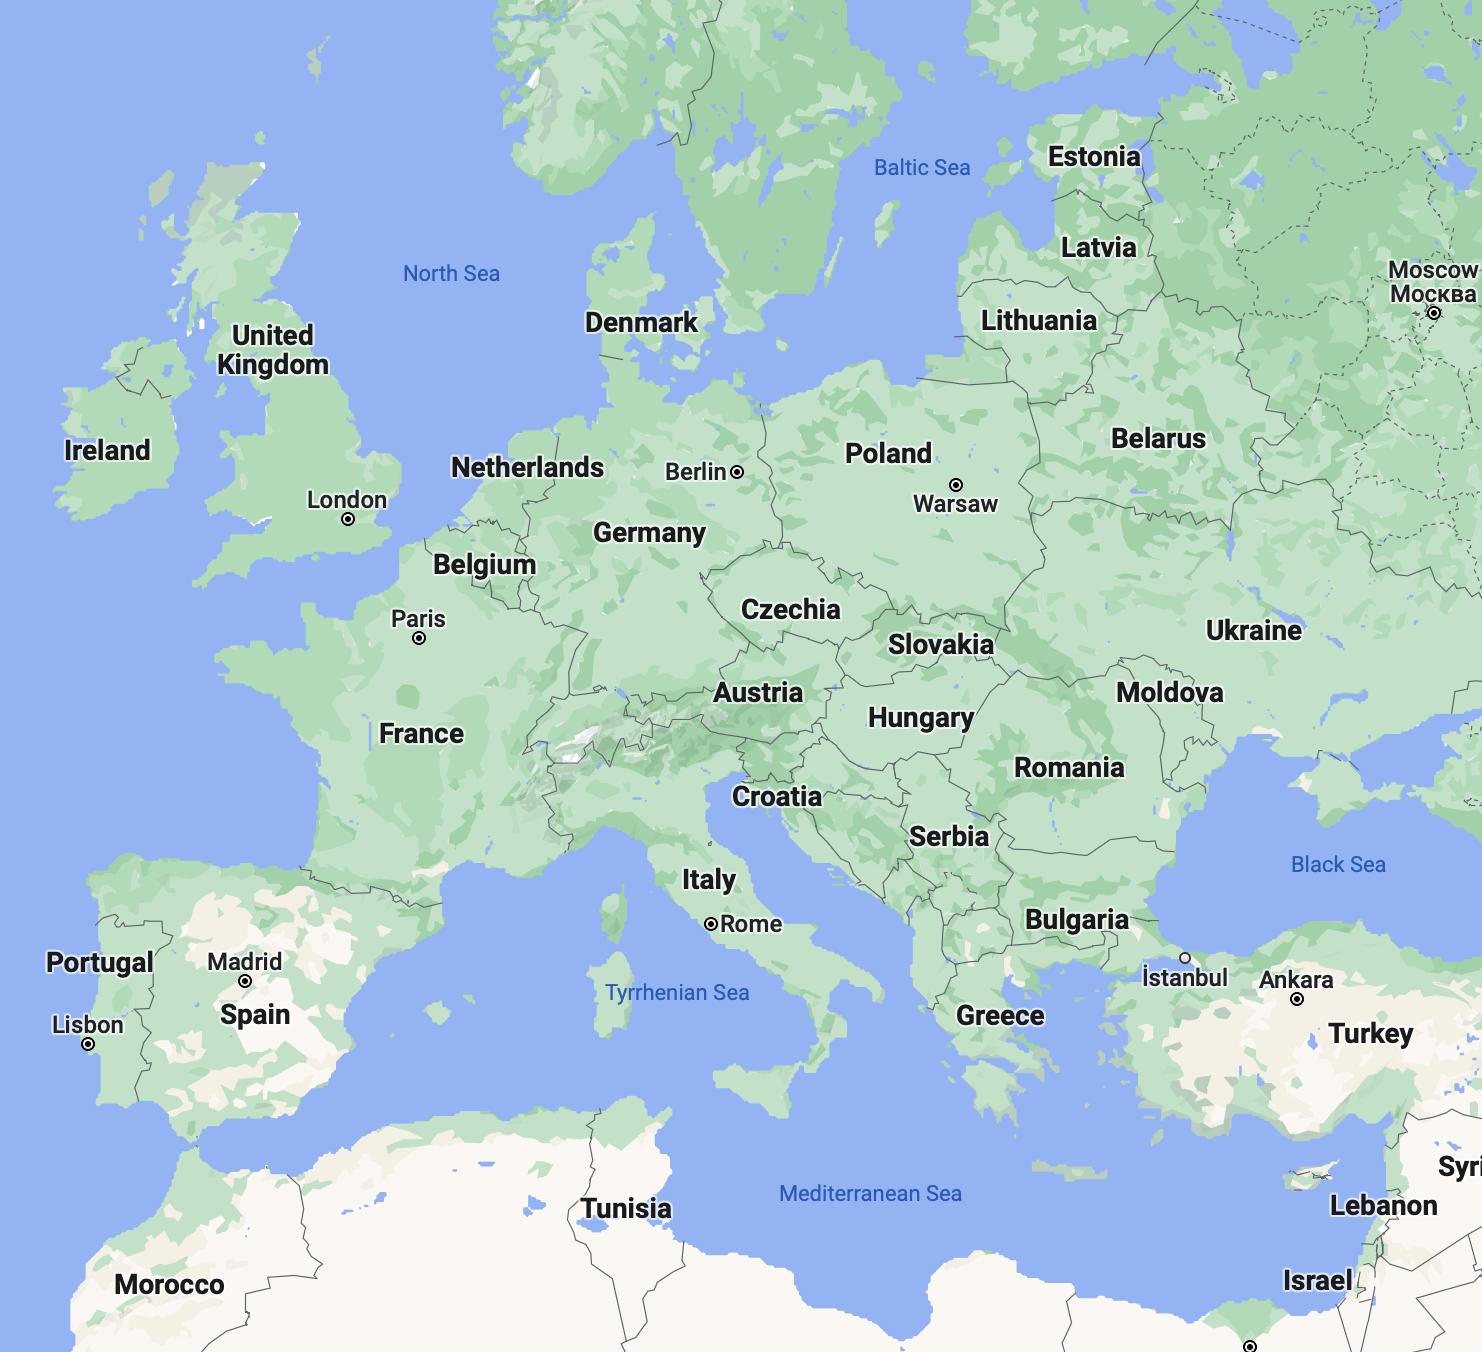 Estonia
Baltic Sea
Latvia
North Sea
Moscow
Москва
Denmark
Lithuania
United
Kingdom
Belarus
Ireland
Netherlands
Berlin
Poland
London
Warsaw
Germany
Belgium
Paris
Czechia
Slovakia
Ukraine
Austria
Moldova
Hungary
France
Romania
Croatia
Serbia
Black Sea
Italy
Rome
Bulgaria
Portugal
Madrid
İstanbul
Ankara
Tyrrhenian Sea
Spain
Greece
Lisbon
Turkey
Syri
Mediterranean Sea
Lebanon
Tunisia
Morocco
Israel